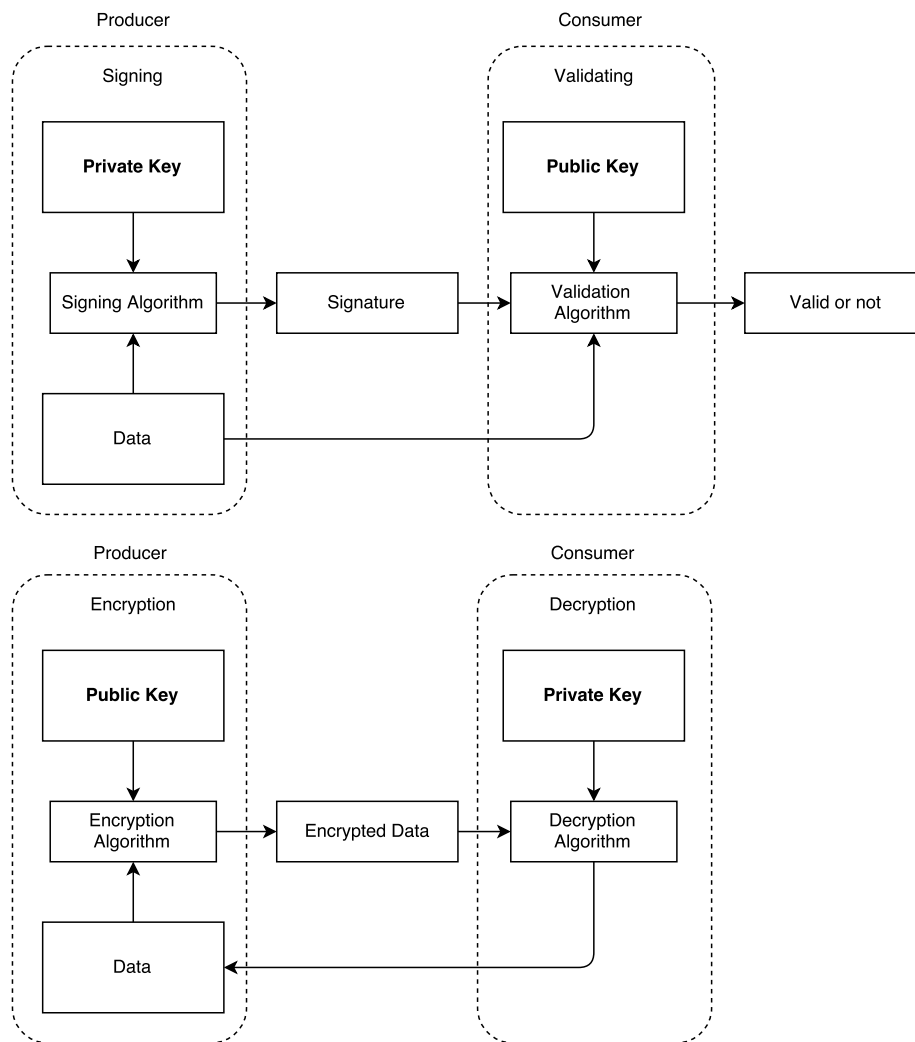 Producer
Consumer
Signing
Validating
Private Key
Public Key
Signing Algorithm
Signature
Validation
Algorithm
Valid or not
Data
Producer
Consumer
Encryption
Decryption
Public Key
Private Key
Encryption
Algorithm
Encrypted Data
Decryption
Algorithm
Data